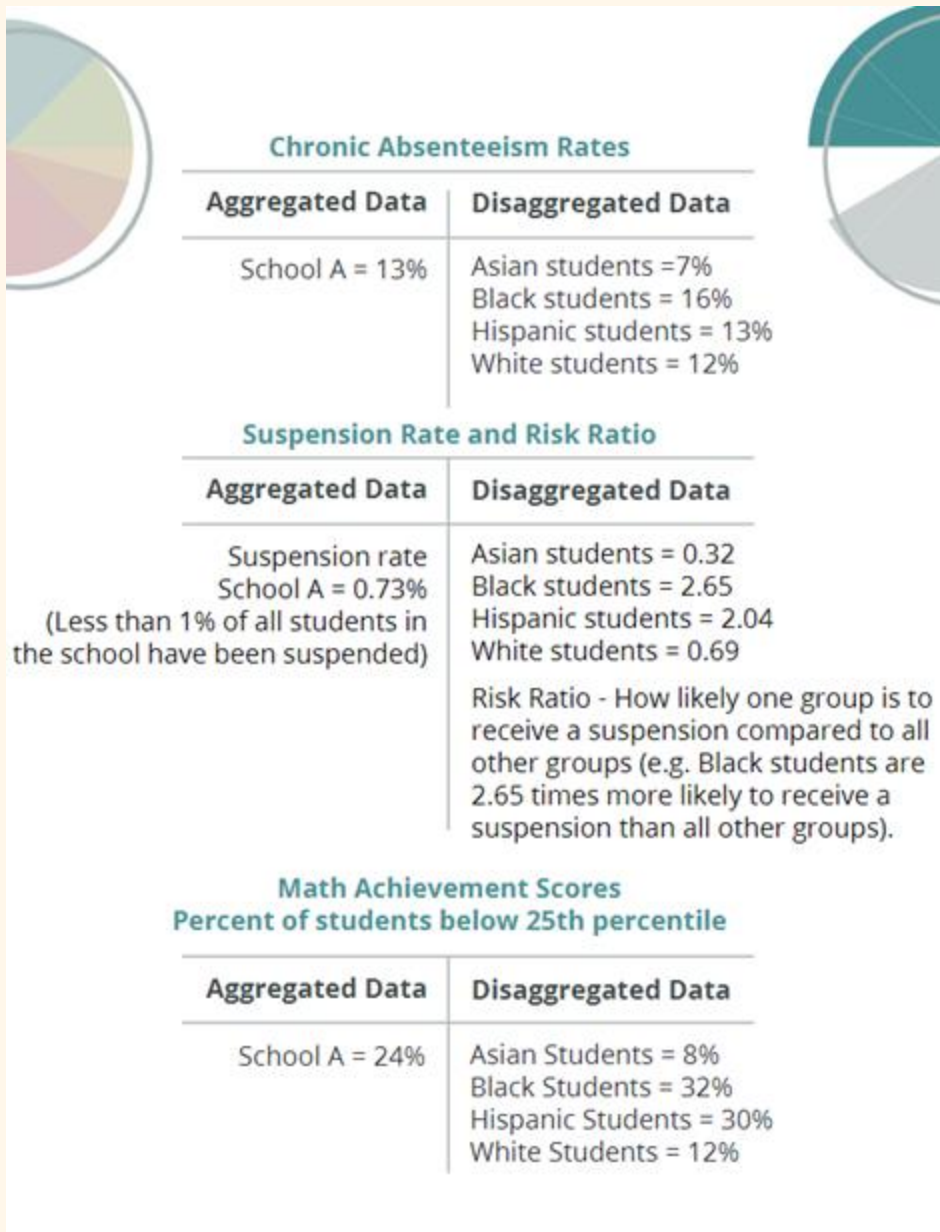 Chronic Absenteeism Rates
Aggregated Data
Disaggregated Data
School A = 13%
Asian students =7%
Black students = 16%
Hispanic students = 13%
White students = 12%
Suspension Rate and Risk Ratio
Aggregated Data
Disaggregated Data
Suspension rate
School A = 0.73%
(Less than 1% of all students in
the school have been suspended)
Asian students = 0.32
Black students = 2.65
Hispanic students = 2.04
White students = 0.69
Risk Ratio - How likely one group is to
receive a suspension compared to all
other groups (e.g. Black students are
2.65 times more likely to receive a
suspension than all other groups).
Math Achievement Scores
Percent of students below 25th percentile
Aggregated Data
Disaggregated Data
School A = 24%
Asian Students = 8%
Black Students = 32%
Hispanic Students = 30%
White Students = 12%